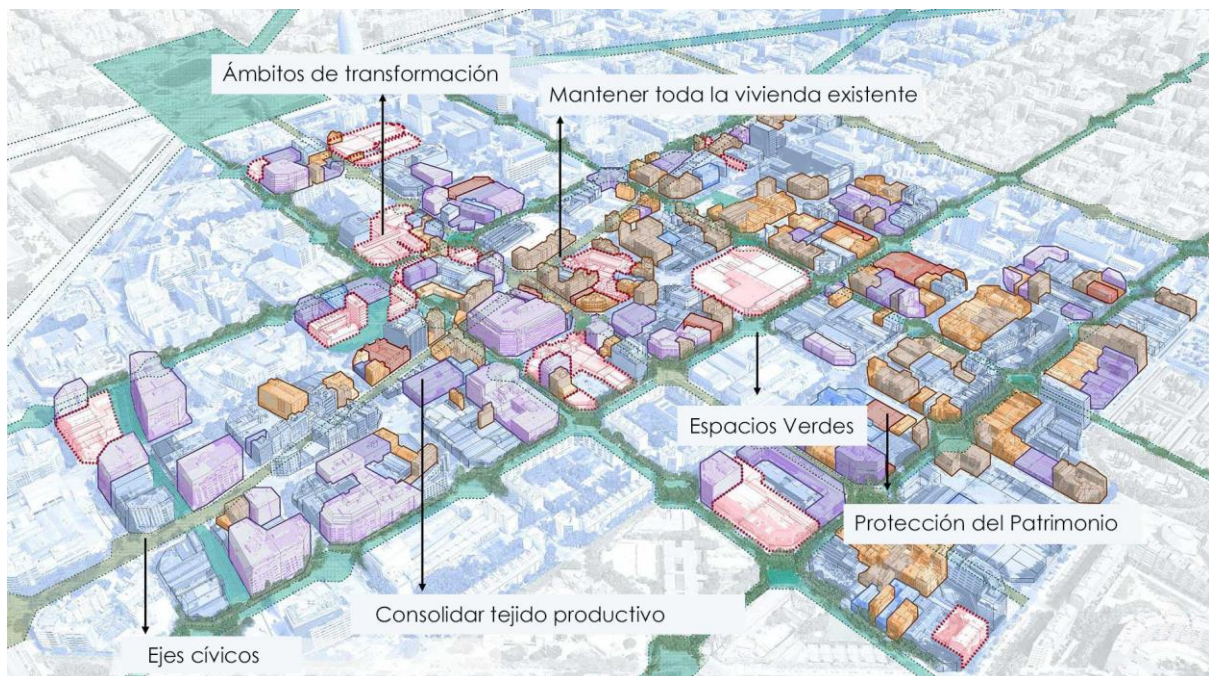 Ámbitos de transformación
Mantener toda la vivienda existente
Espacios Verdes
Protección del Patrimonio
Consolidar tejido productivo
Ejes cívicos